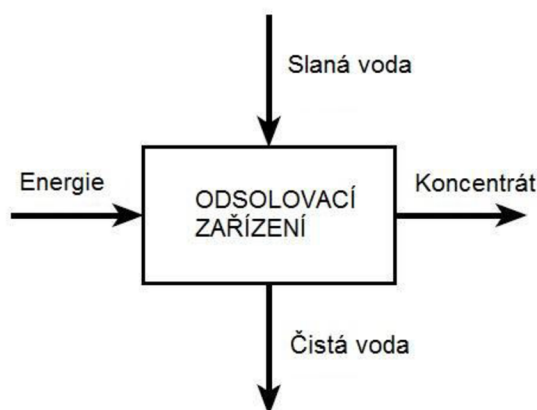 Slaná voda
Energie
Koncentrát
ODSOLOVACÍ
ZAŘÍZENÍ
Čistá voda